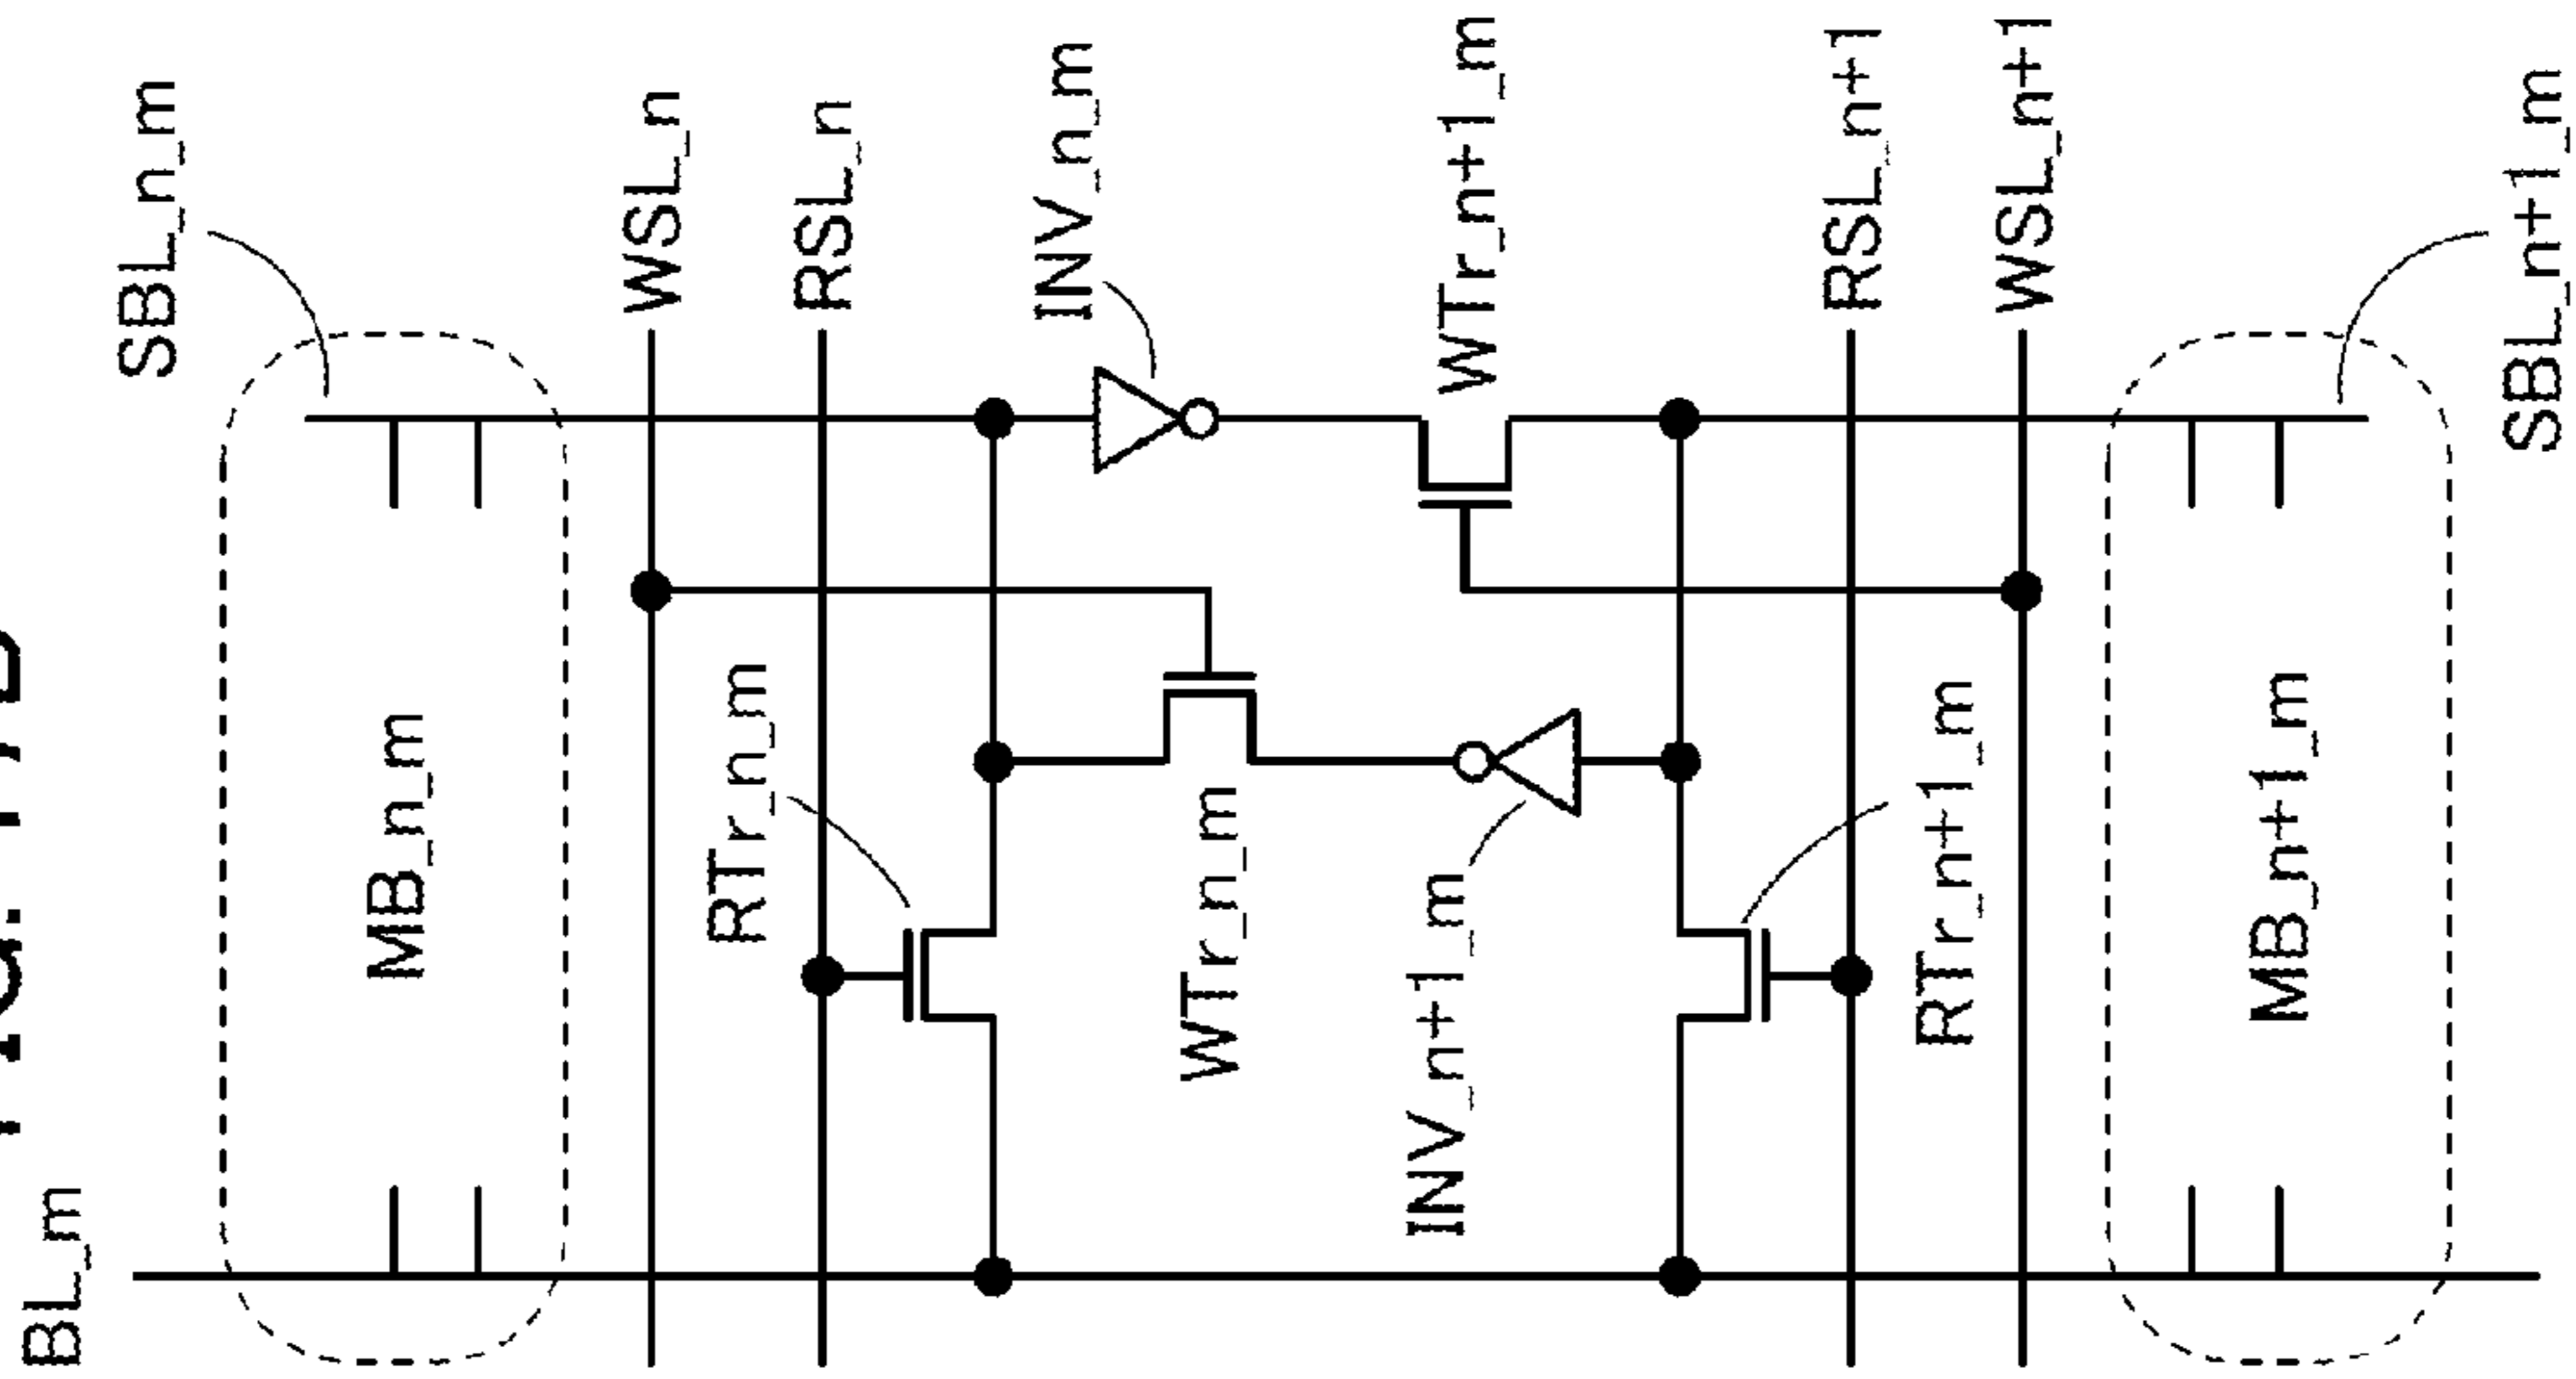 BL_m
SBL_n_m
MB_n_m
WSL_n
RSL_n
RTr_n_m
INV_n_m
WTr_n_m
WTr_n+1_m
INV_n+1_m
RSL_n+1
RTr_n+1_m
WSL_n+1
MB_n+1_m
SBL_n+1_m